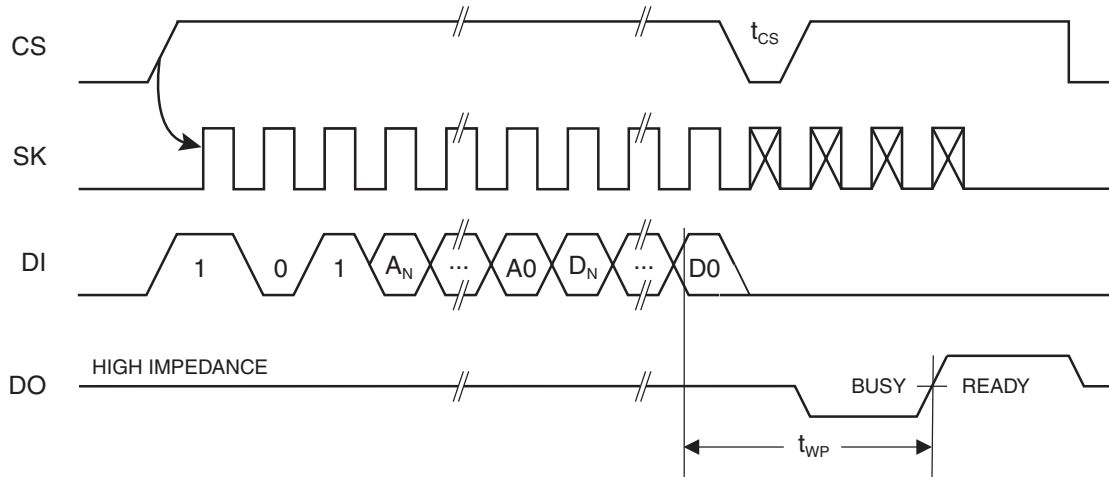 CS
t_CS
SK
DI 1 0 1 A_N ... A0 D_N ... D0
HIGH IMPEDANCE
DO BUSY READY
t_WP